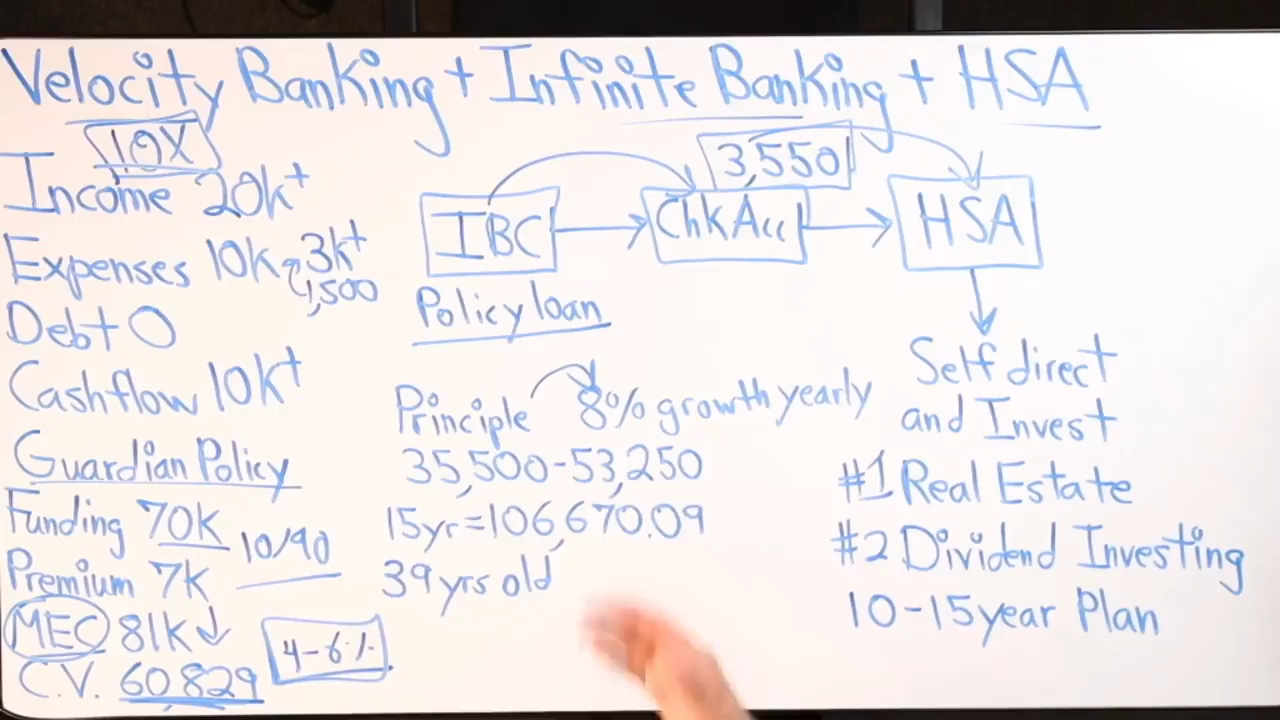 Velocity Banking + Infinite Banking + HSA
10X
Income 20k+
Expenses 10k 3k+
1,500
Debt 0
Cashflow 10k+
Guardian Policy
Funding 70K
10/90
Premium 7K
MEC 81K ↓
C.V. 60,829
4-6%
3,550
IBC → ChkAcc → HSA
Policy loan
Principle 8% growth yearly
35,500-53,250
15yr=106,670.09
39yrs old
Self direct
and Invest
#1 Real Estate
#2 Dividend Investing
10-15year Plan